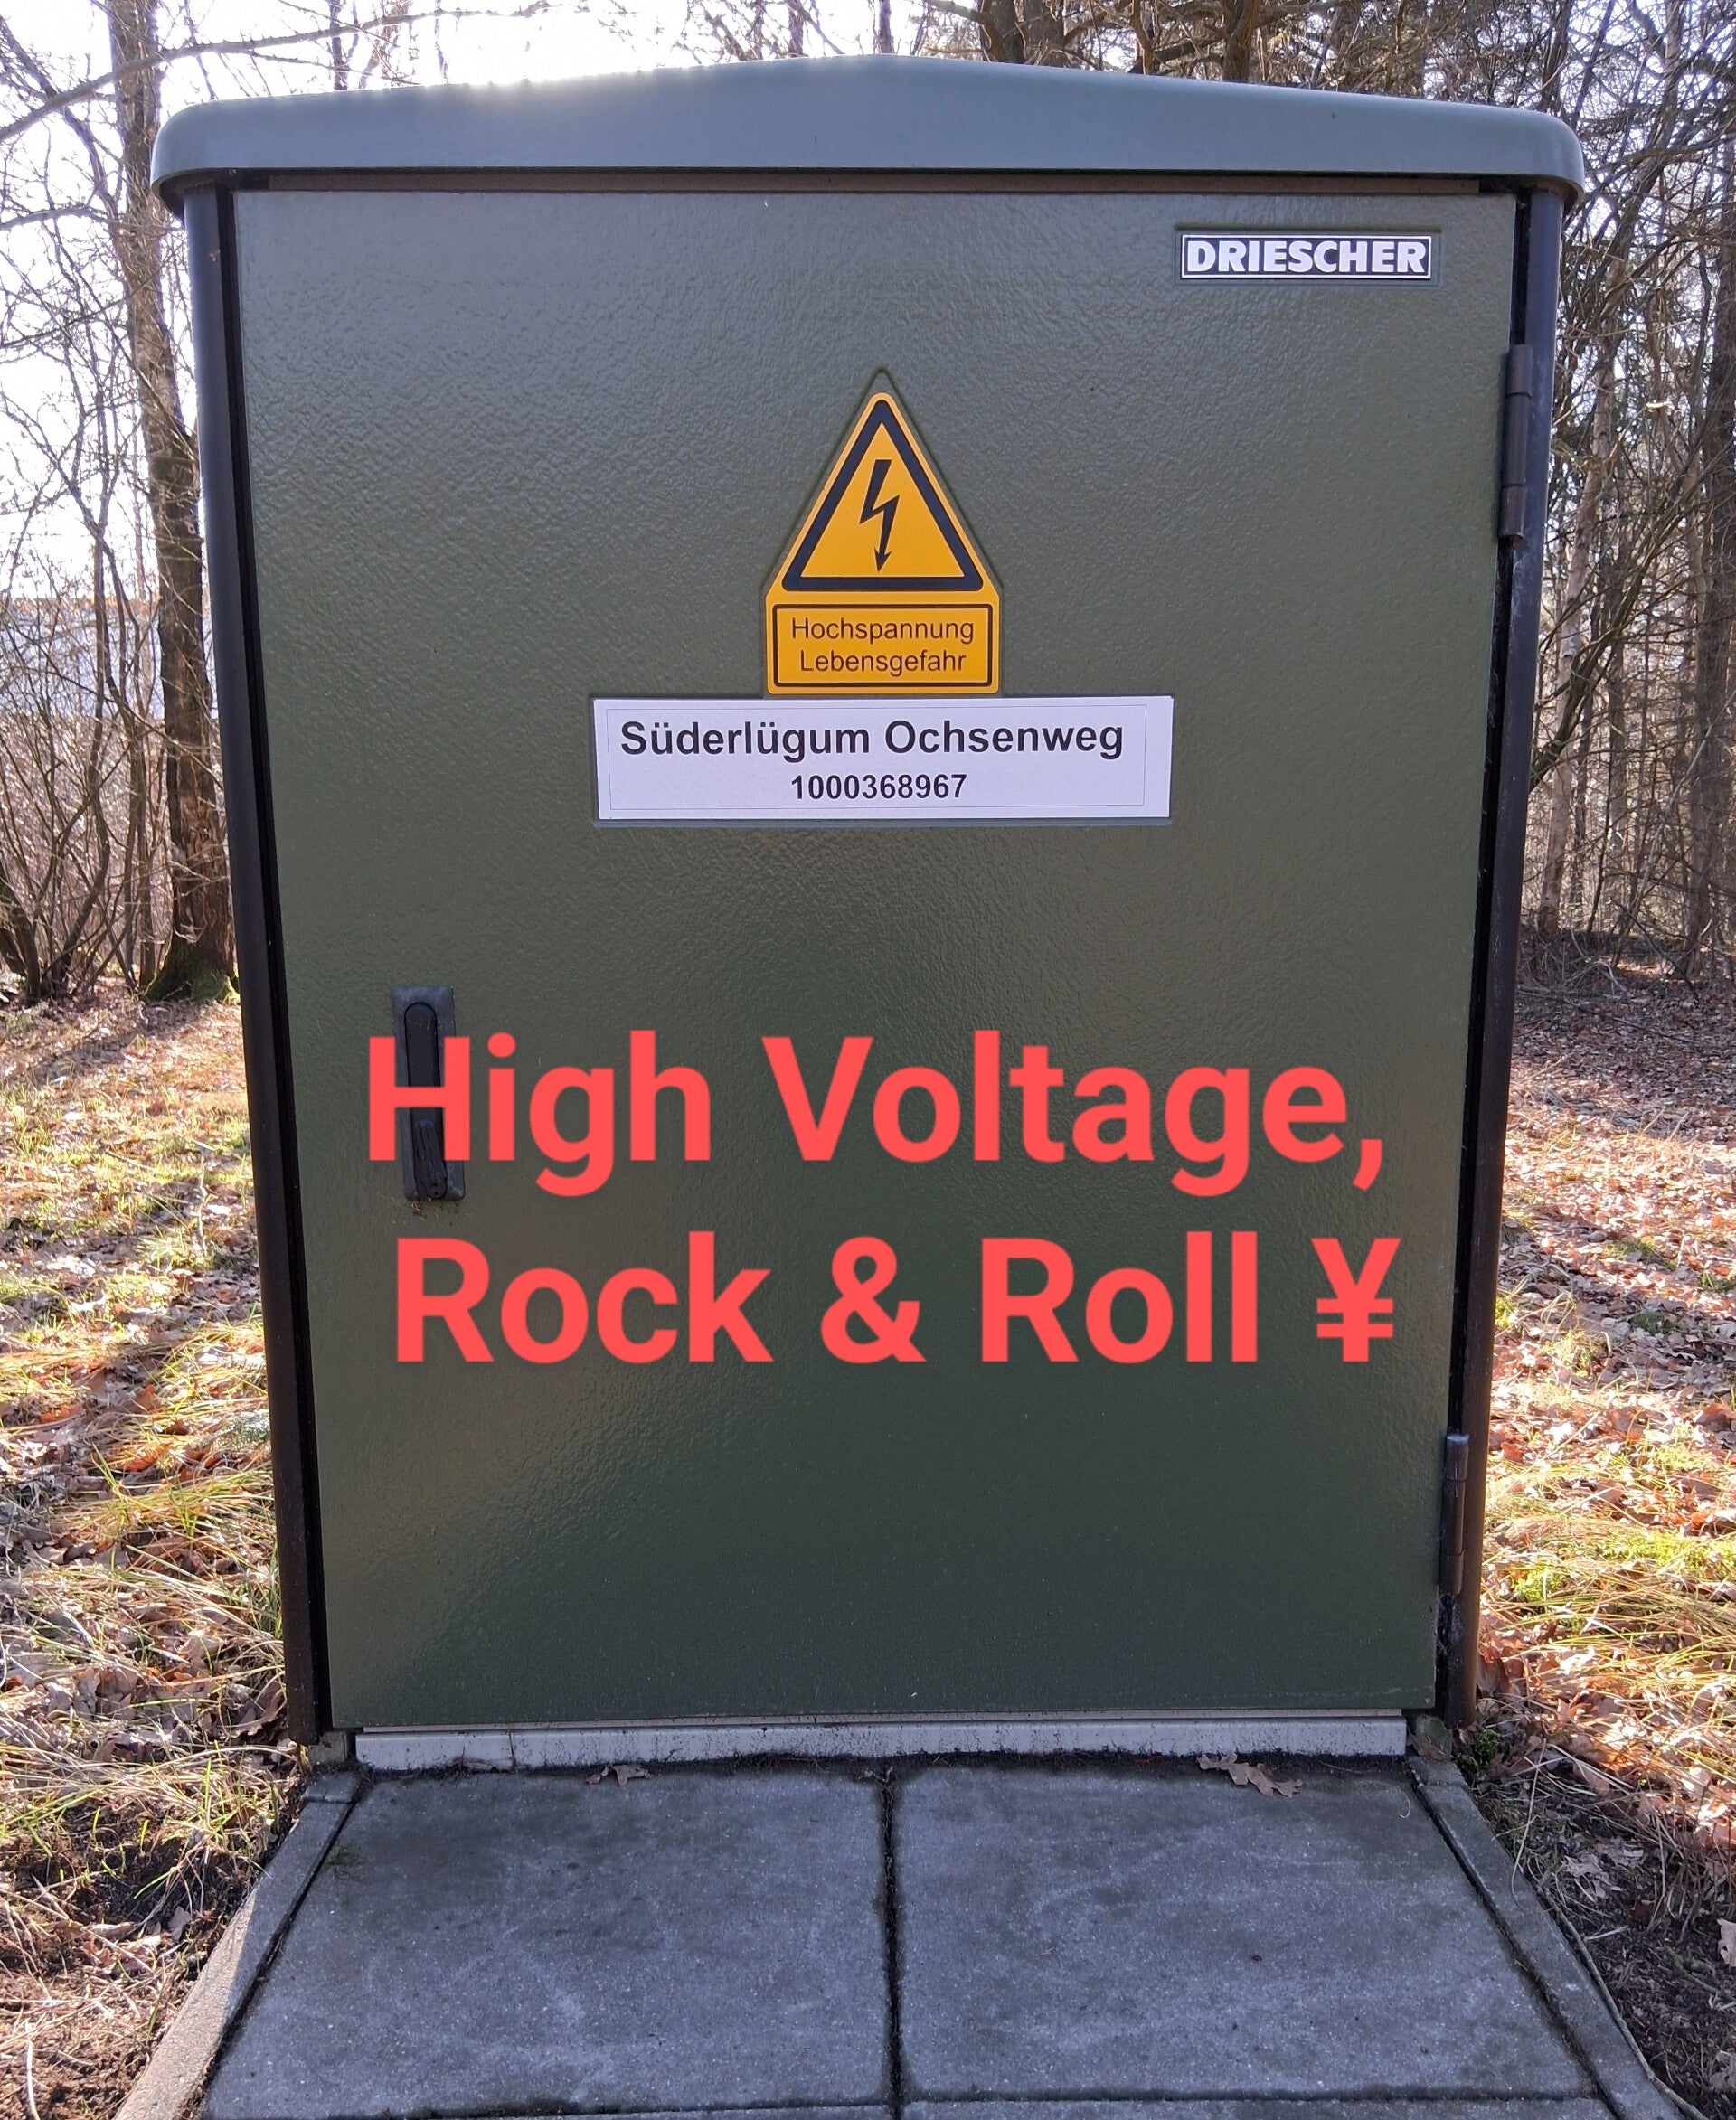 DRIESCHER
Hochspannung
Lebensgefahr
Süderlügum Ochsenweg
1000368967
High Voltage,
Rock & Roll ¥